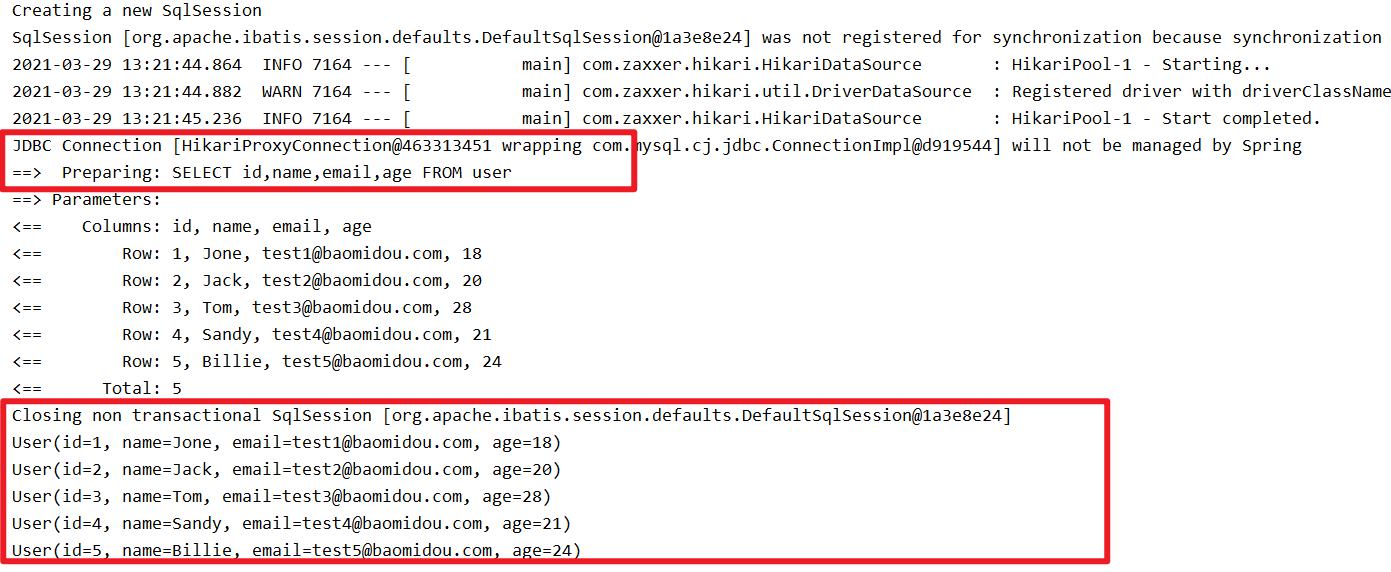 Creating a new SqlSession
SqlSession [org.apache.ibatis.session.defaults.DefaultSqlSession@1a3e8e24] was not registered for synchronization because synchronization
2021-03-29 13:21:44.864  INFO 7164 --- [           main] com.zaxxer.hikari.HikariDataSource       : HikariPool-1 - Starting...
2021-03-29 13:21:44.882  WARN 7164 --- [           main] com.zaxxer.hikari.util.DriverDataSource  : Registered driver with driverClassName
2021-03-29 13:21:45.236  INFO 7164 --- [           main] com.zaxxer.hikari.HikariDataSource       : HikariPool-1 - Start completed.
JDBC Connection [HikariProxyConnection@463313451 wrapping com.mysql.cj.jdbc.ConnectionImpl@d919544] will not be managed by Spring
==>  Preparing: SELECT id,name,email,age FROM user
==> Parameters:
<==    Columns: id, name, email, age
<==        Row: 1, Jone, test1@baomidou.com, 18
<==        Row: 2, Jack, test2@baomidou.com, 20
<==        Row: 3, Tom, test3@baomidou.com, 28
<==        Row: 4, Sandy, test4@baomidou.com, 21
<==        Row: 5, Billie, test5@baomidou.com, 24
<==      Total: 5
Closing non transactional SqlSession [org.apache.ibatis.session.defaults.DefaultSqlSession@1a3e8e24]
User(id=1, name=Jone, email=test1@baomidou.com, age=18)
User(id=2, name=Jack, email=test2@baomidou.com, age=20)
User(id=3, name=Tom, email=test3@baomidou.com, age=28)
User(id=4, name=Sandy, email=test4@baomidou.com, age=21)
User(id=5, name=Billie, email=test5@baomidou.com, age=24)